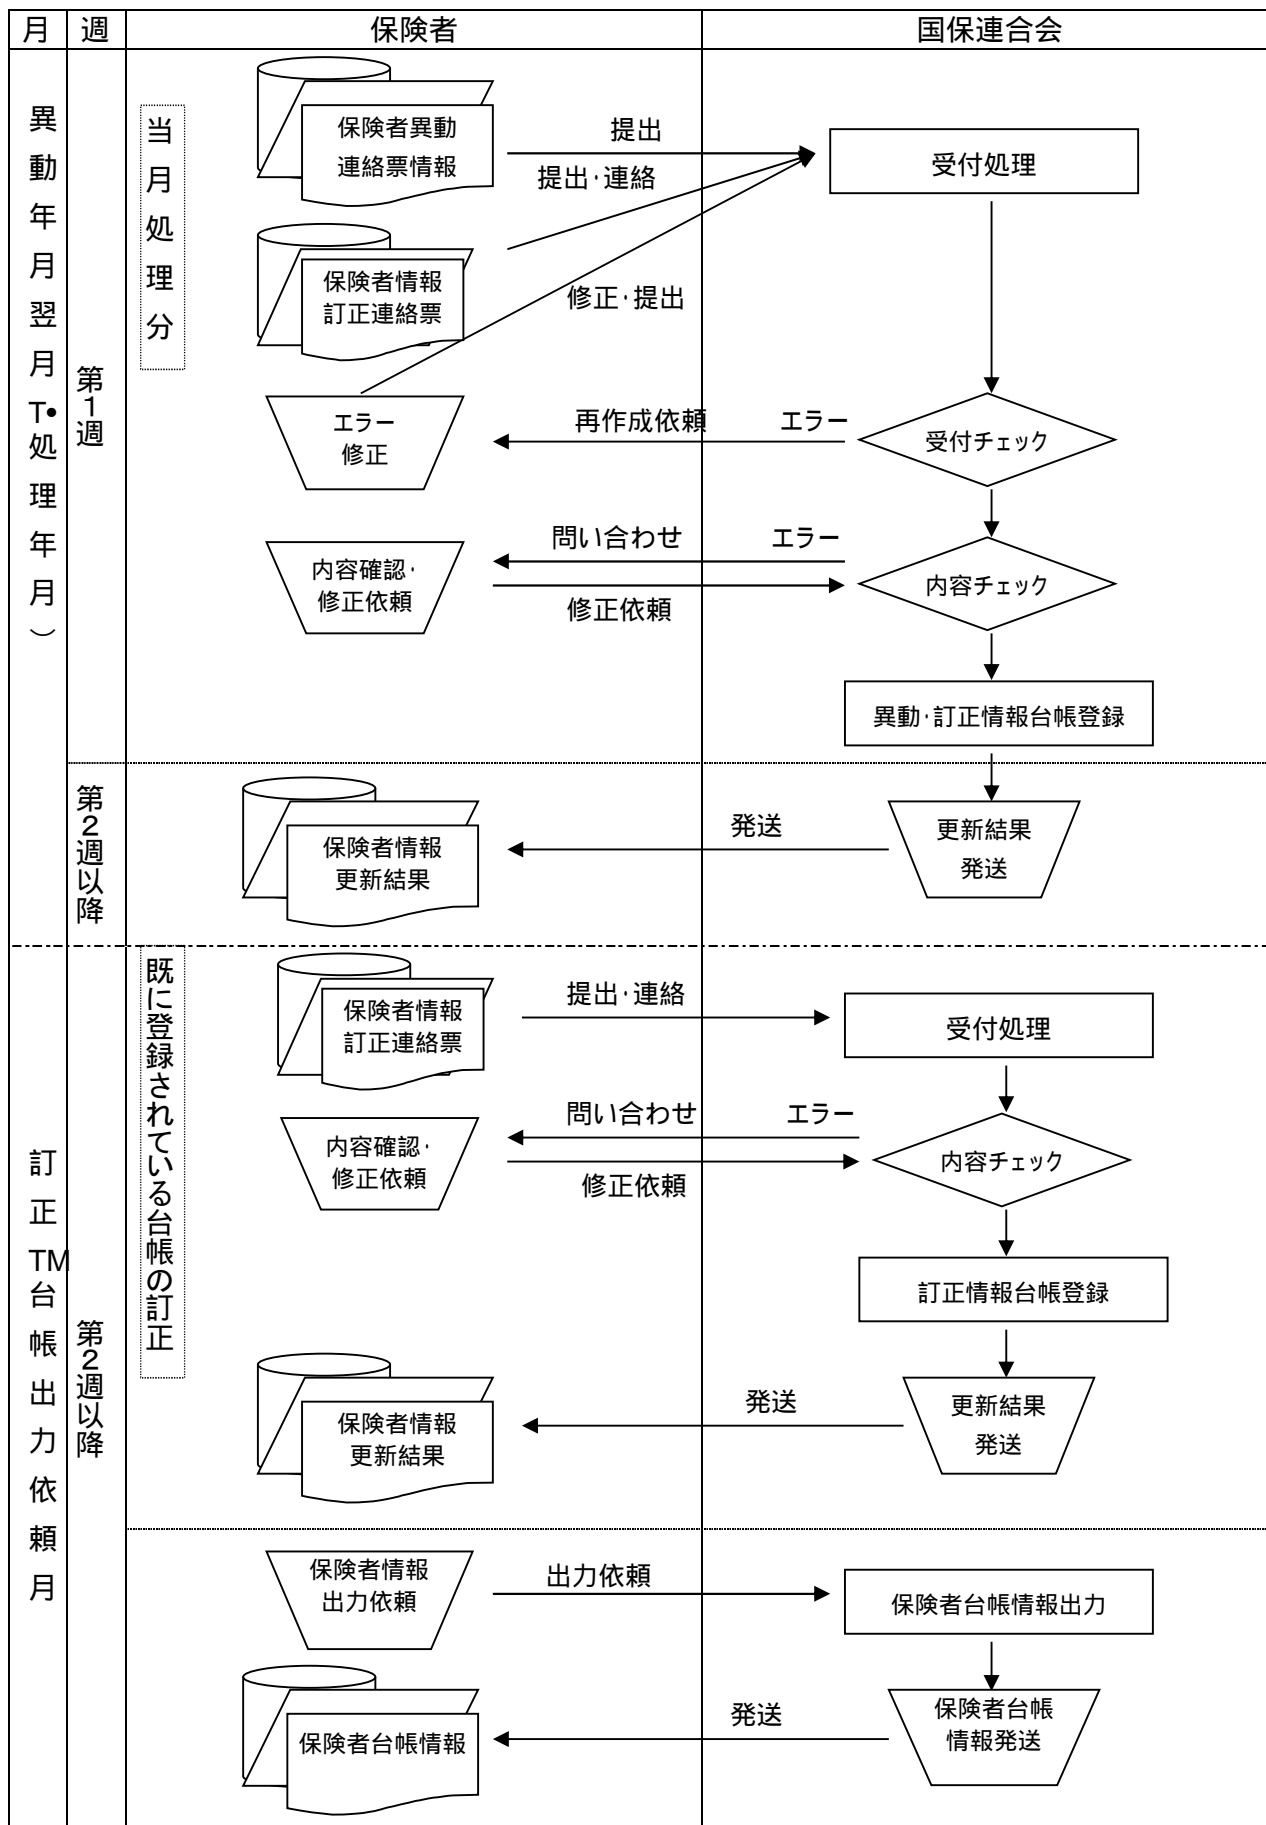 月
週
保険者
国保連合会
異動年月翌月T•処理年月）
第1週
当月処理分
保険者異動
連絡票情報
提出
提出･連絡
受付処理
保険者情報
訂正連絡票
修正･提出
エラー
修正
再作成依頼
エラー
受付チェック
内容確認･
修正依頼
問い合わせ
エラー
修正依頼
内容チェック
異動･訂正情報台帳登録
第2週以降
保険者情報
更新結果
発送
更新結果
発送
訂正TM台帳出力依頼月
第2週以降
既に登録されている台帳の訂正
保険者情報
訂正連絡票
提出･連絡
受付処理
内容確認･
修正依頼
問い合わせ
エラー
修正依頼
内容チェック
訂正情報台帳登録
保険者情報
更新結果
発送
更新結果
発送
保険者情報
出力依頼
出力依頼
保険者台帳情報出力
保険者台帳情報
発送
保険者台帳
情報発送